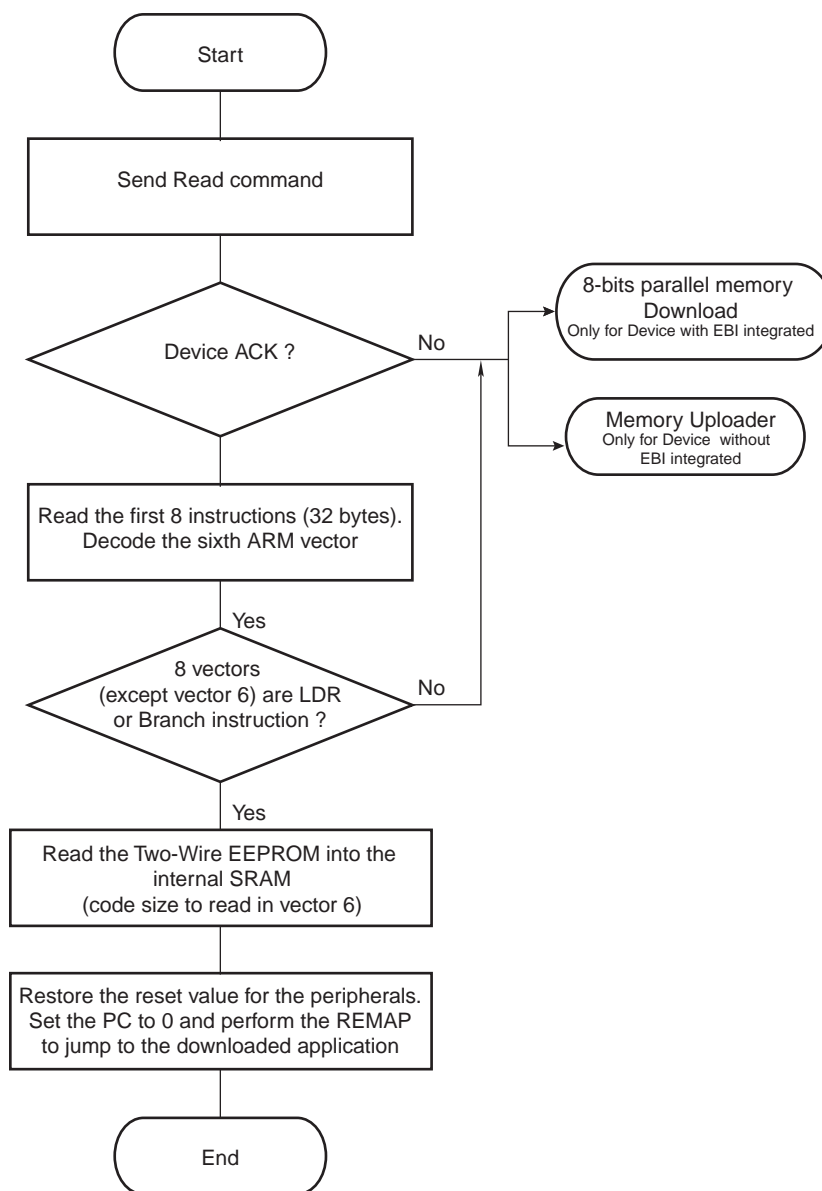 Start
Send Read command
Device ACK ?
No
8-bits parallel memory
Download
Only for Device with EBI integrated
Memory Uploader
Only for Device without
EBI integrated
Read the first 8 instructions (32 bytes).
Decode the sixth ARM vector
Yes
8 vectors
(except vector 6) are LDR
or Branch instruction ?
No
Yes
Read the Two-Wire EEPROM into the
internal SRAM
(code size to read in vector 6)
Restore the reset value for the peripherals.
Set the PC to 0 and perform the REMAP
to jump to the downloaded application
End